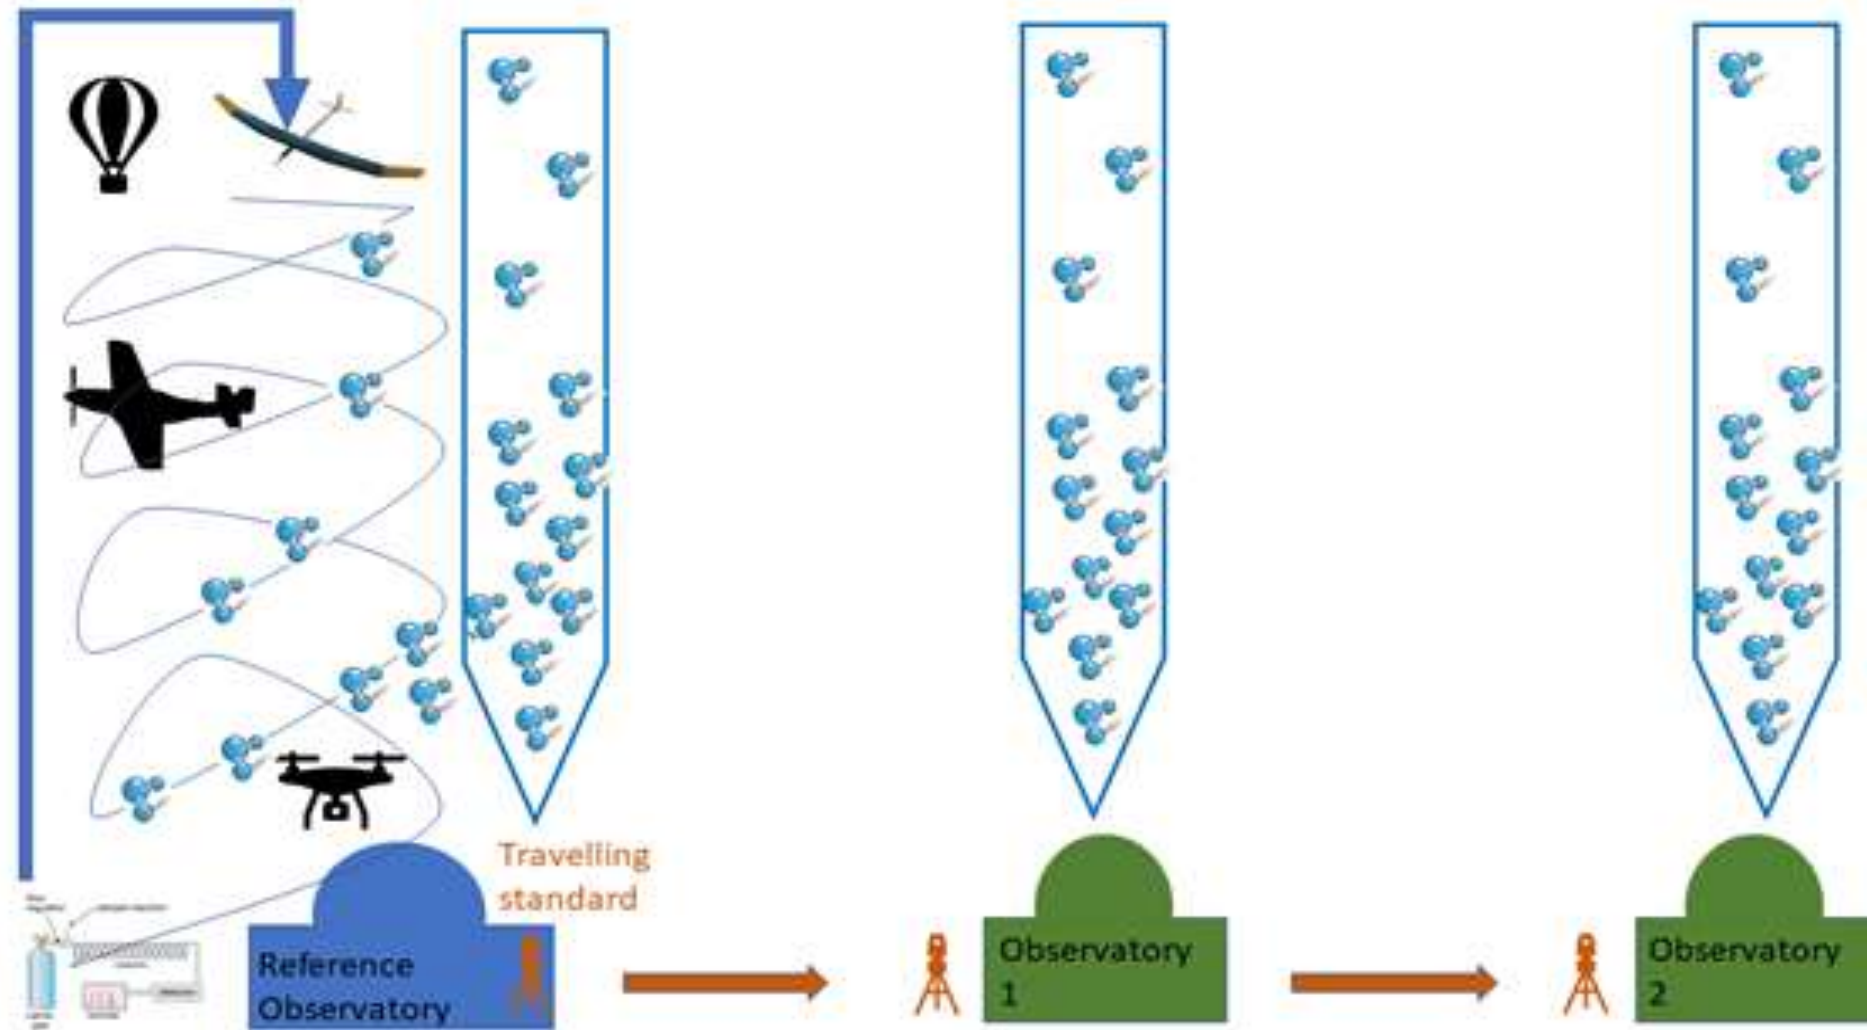 Travelling
standard
Reference
Observatory
Observatory
1
Observatory
2